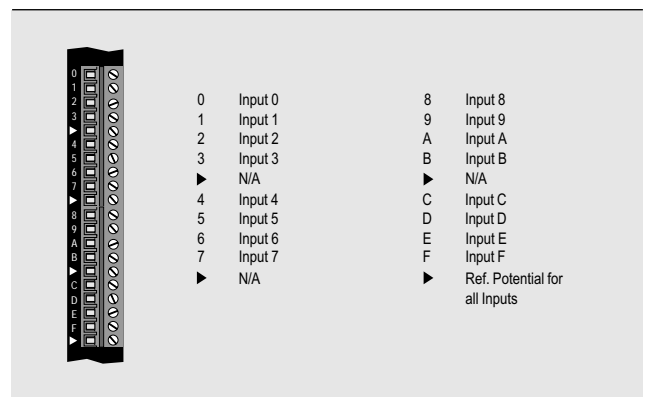 0
1
2
3
▶
4
5
6
7
▶
8
9
A
B
▶
C
D
E
F
▶
0 Input 0
1 Input 1
2 Input 2
3 Input 3
▶ N/A
4 Input 4
5 Input 5
6 Input 6
7 Input 7
▶ N/A
8 Input 8
9 Input 9
A Input A
B Input B
▶ N/A
C Input C
D Input D
E Input E
F Input F
▶ Ref. Potential for
all Inputs